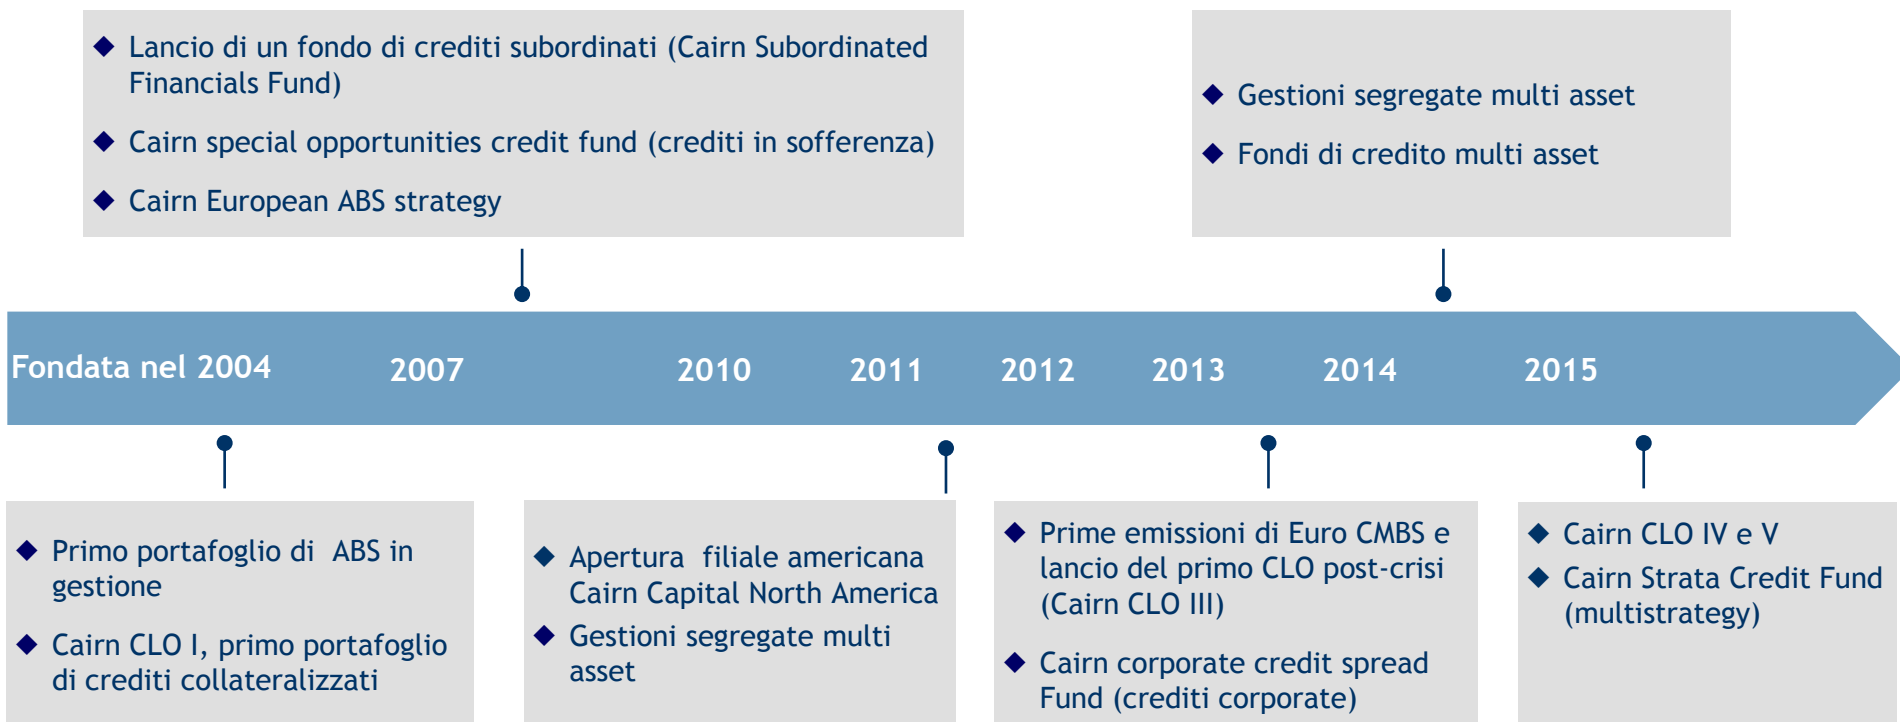 ◆ Lancio di un fondo di crediti subordinati (Cairn Subordinated
Financials Fund)
◆ Cairn special opportunities credit fund (crediti in sofferenza)
◆ Cairn European ABS strategy
◆ Gestioni segregate multi asset
◆ Fondi di credito multi asset
Fondata nel 2004 2007 2010 2011 2012 2013 2014 2015
◆ Primo portafoglio di ABS in
gestione
◆ Cairn CLO I, primo portafoglio
di crediti collateralizzati
◆ Apertura filiale americana
Cairn Capital North America
◆ Gestioni segregate multi
asset
◆ Prime emissioni di Euro CMBS e
lancio del primo CLO post-crisi
(Cairn CLO III)
◆ Cairn corporate credit spread
Fund (crediti corporate)
◆ Cairn CLO IV e V
◆ Cairn Strata Credit Fund
(multistrategy)